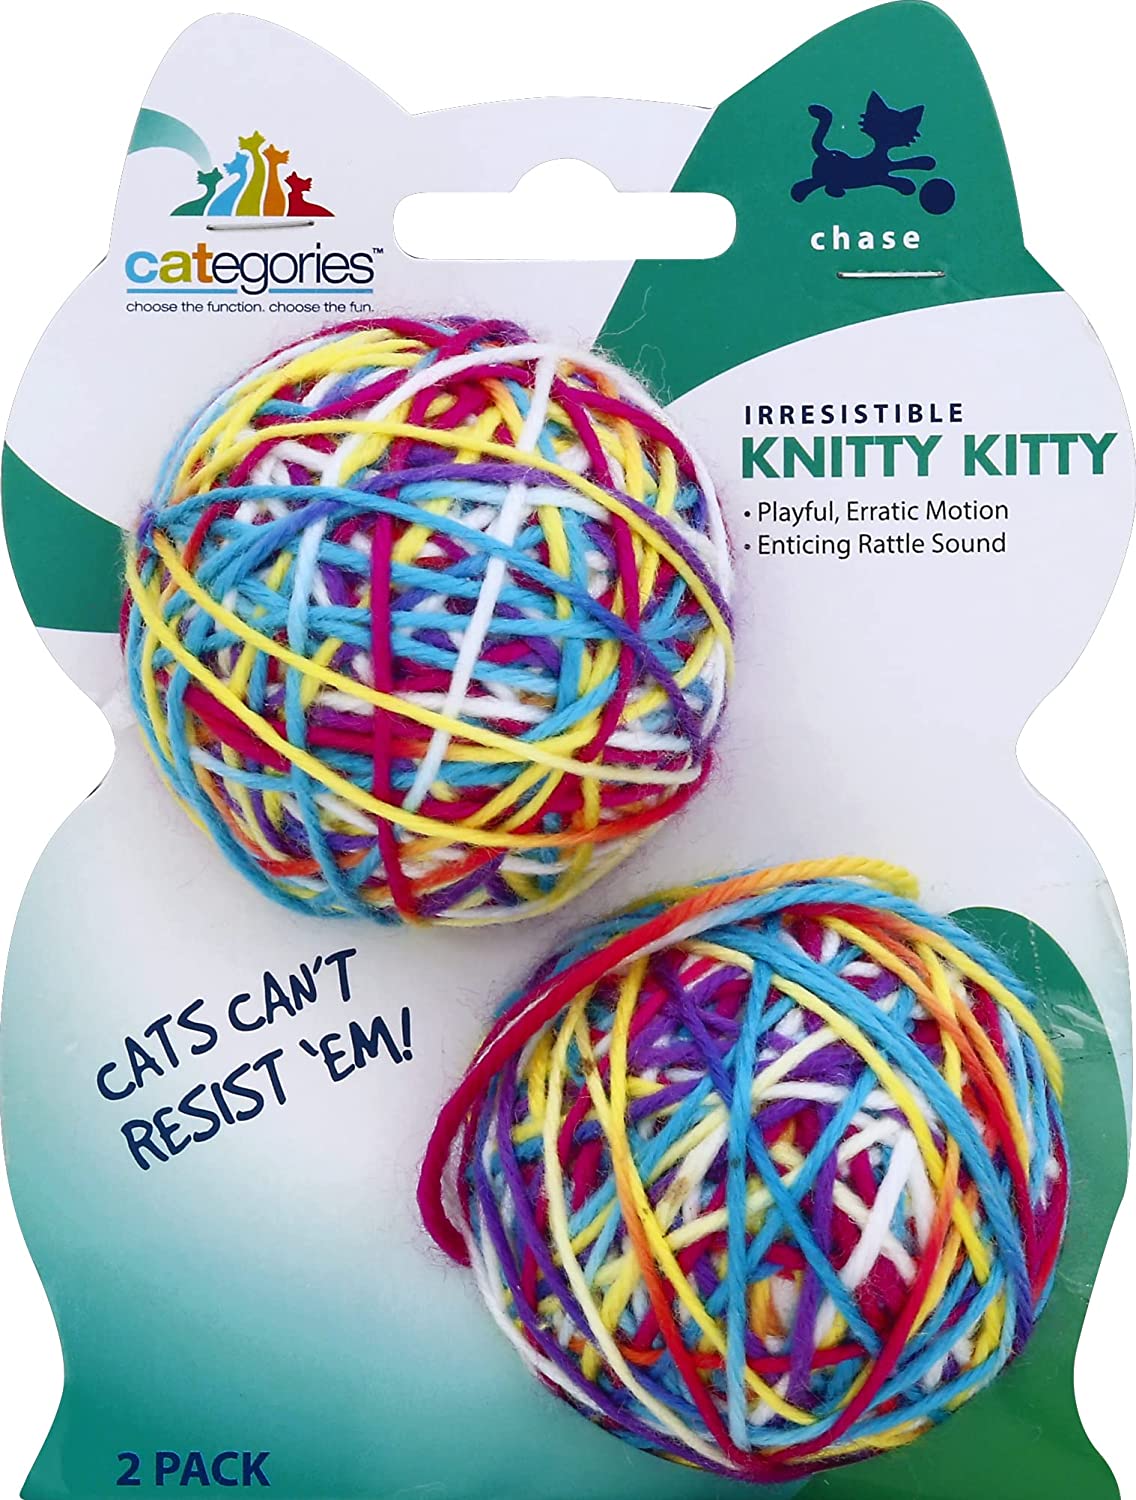 categories™
choose the function. choose the fun.
chase
IRRESISTIBLE
KNITTY KITTY
• Playful, Erratic Motion
• Enticing Rattle Sound
CATS CAN'T
RESIST 'EM!
2 PACK